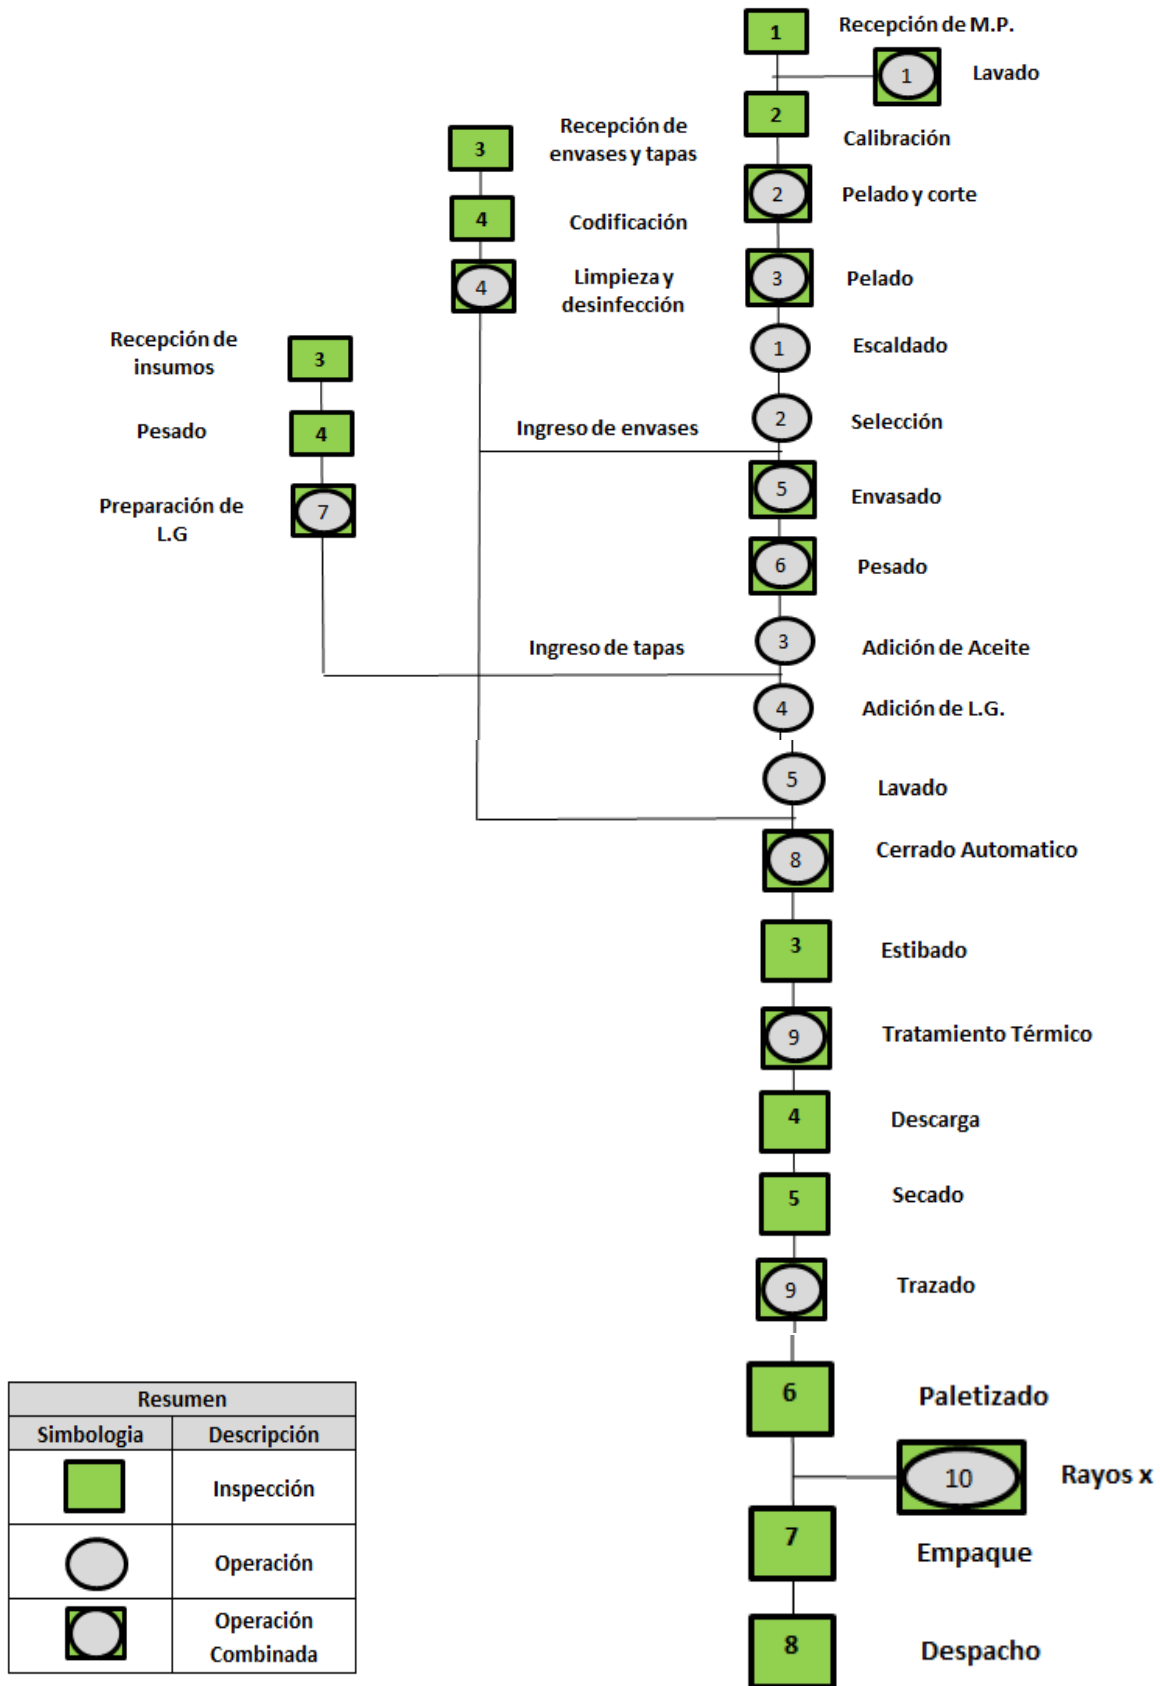 1
Recepción de M.P.
1
Lavado
2
Calibración
3
Recepción de
envases y tapas
2
Pelado y corte
4
Codificación
3
Pelado
4
Limpieza y
desinfección
Recepción de
insumos
3
1
Escaldado
Pesado
4
Ingreso de envases
2
Selección
Preparación de
L.G
7
5
Envasado
6
Pesado
Ingreso de tapas
3
Adición de Aceite
4
Adición de L.G.
5
Lavado
8
Cerrado Automatico
3
Estibado
9
Tratamiento Térmico
4
Descarga
5
Secado
9
Trazado
6
Paletizado
10
Rayos x
7
Empaque
8
Despacho
Resumen
Simbologia
Descripción
Inspección
Operación
Operación
Combinada